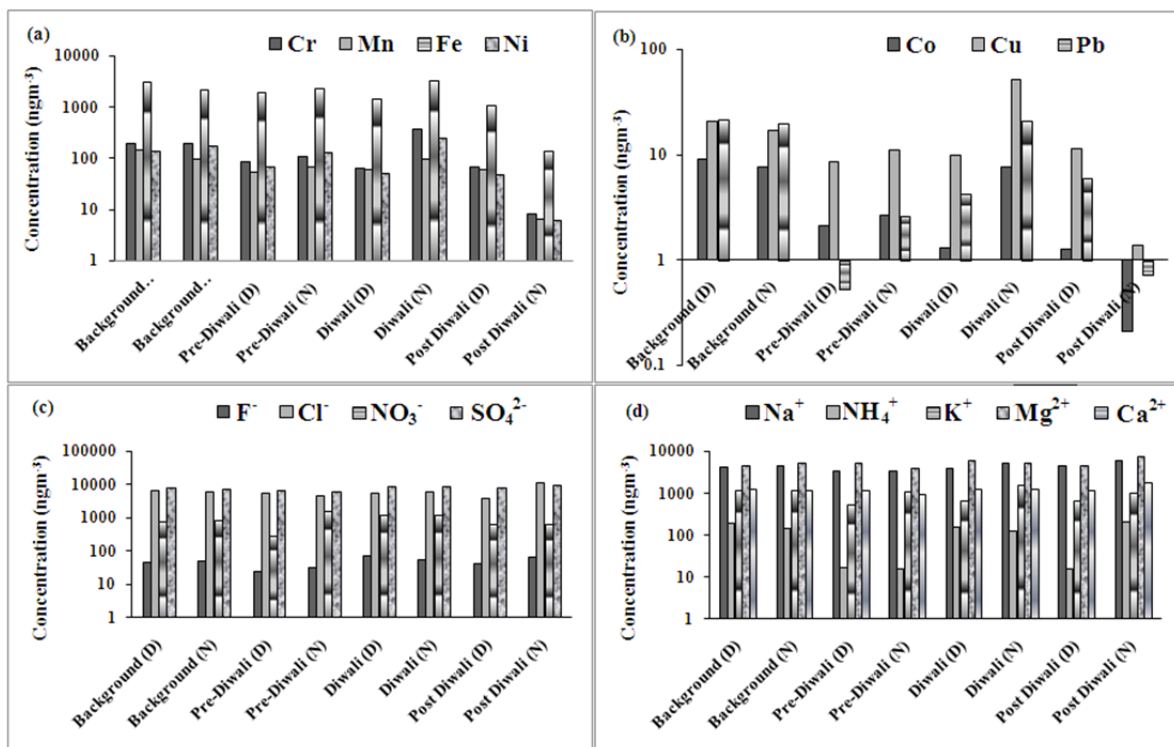 (a)
Cr Mn Fe Ni
Concentration (ngm-3)
10000
1000
100
10
1
Background...
Background...
Pre-Diwali (D)
Pre-Diwali (N)
Diwali (D)
Diwali (N)
Post Diwali (D)
Post Diwali (N)
(b)
Co Cu Pb
Concentration (ngm-3)
100
10
1
0.1
Background (D)
Background (N)
Pre-Diwali (D)
Pre-Diwali (N)
Diwali (D)
Diwali (N)
Post Diwali (D)
Post Diwali (N)
(c)
F- Cl- NO3- SO42-
Concentration (ngm-3)
100000
10000
1000
100
10
1
Background (D)
Background (N)
Pre-Diwali (D)
Pre-Diwali (N)
Diwali (D)
Diwali (N)
Post Diwali (D)
Post Diwali (N)
(d)
Na+ NH4+ K+ Mg2+ Ca2+
Concentration (ngm-3)
10000
1000
100
10
1
Background (D)
Background (N)
Pre-Diwali (D)
Pre-Diwali (N)
Diwali (D)
Diwali (N)
Post Diwali (D)
Post Diwali (N)